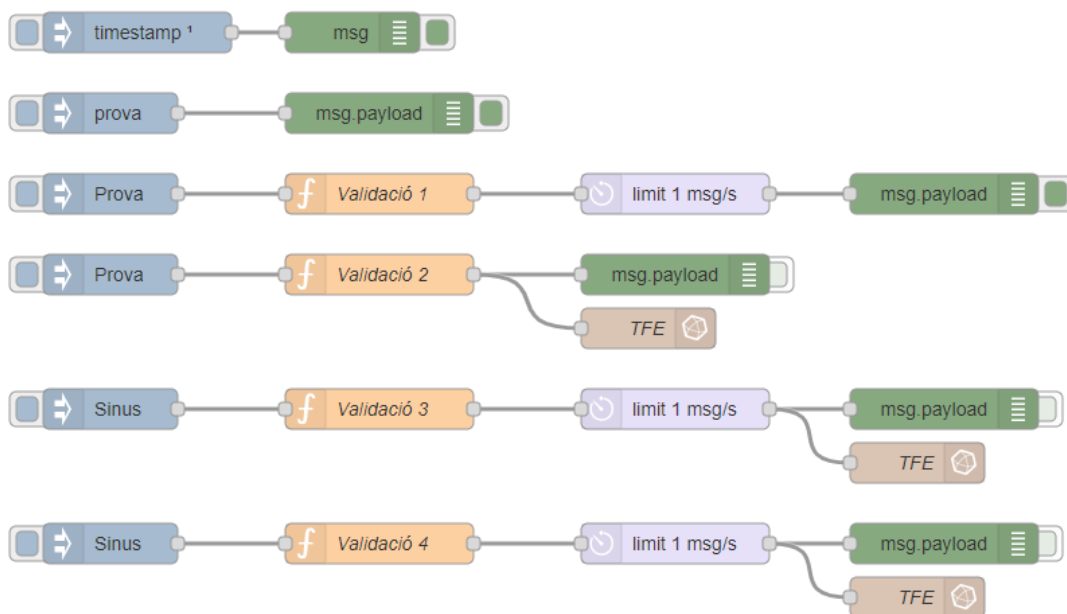 timestamp ¹ msg
prova msg.payload
Prova Validació 1 limit 1 msg/s msg.payload
Prova Validació 2 msg.payload
TFE
Sinus Validació 3 limit 1 msg/s msg.payload
TFE
Sinus Validació 4 limit 1 msg/s msg.payload
TFE